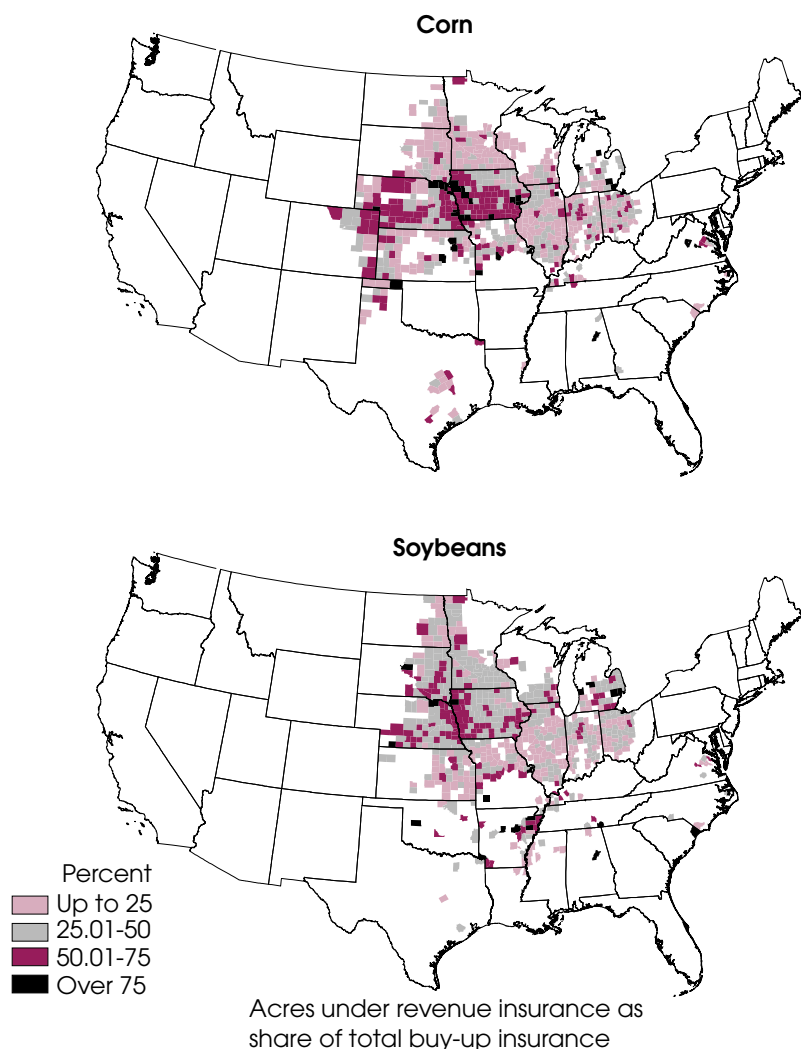 Corn
Soybeans
Percent
Up to 25
25.01-50
50.01-75
Over 75
Acres under revenue insurance as
share of total buy-up insurance